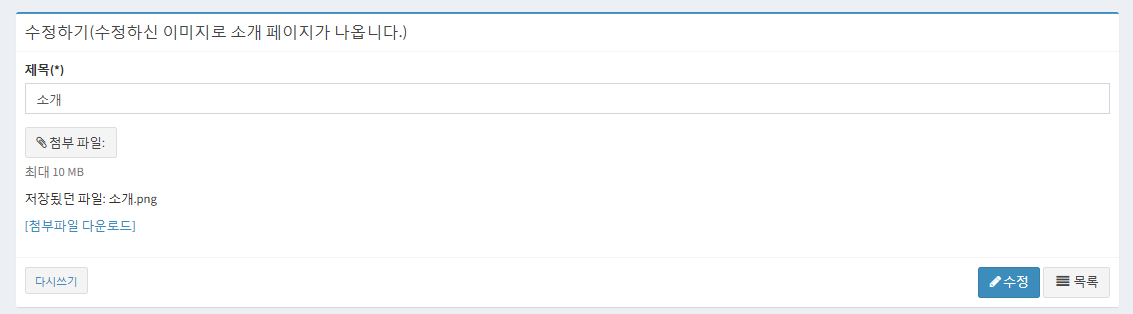 수정하기(수정하신 이미지로 소개 페이지가 나옵니다.)
제목(*)
소개
첨부 파일:
최대 10 MB
저장됬던 파일: 소개.png
[첨부파일 다운로드]
다시쓰기
수정
목록